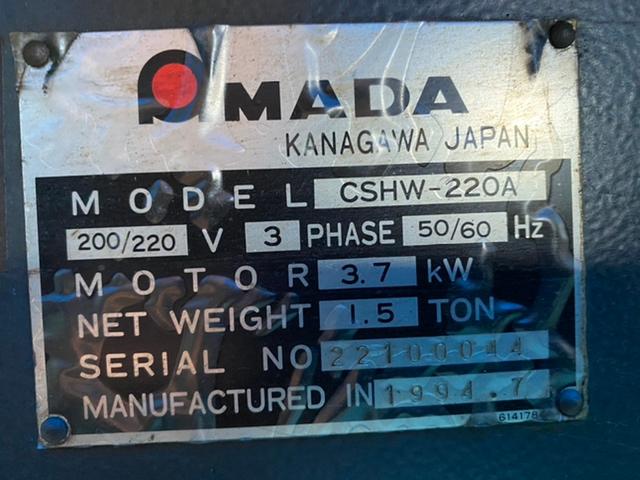 AMADA
KANAGAWA JAPAN
MODEL CSHW-220A
200/220 V 3 PHASE 50/60 Hz
MOTOR 3.7 kW
NET WEIGHT 1.5 TON
SERIAL NO 22100044
MANUFACTURED IN 1994.7
614178